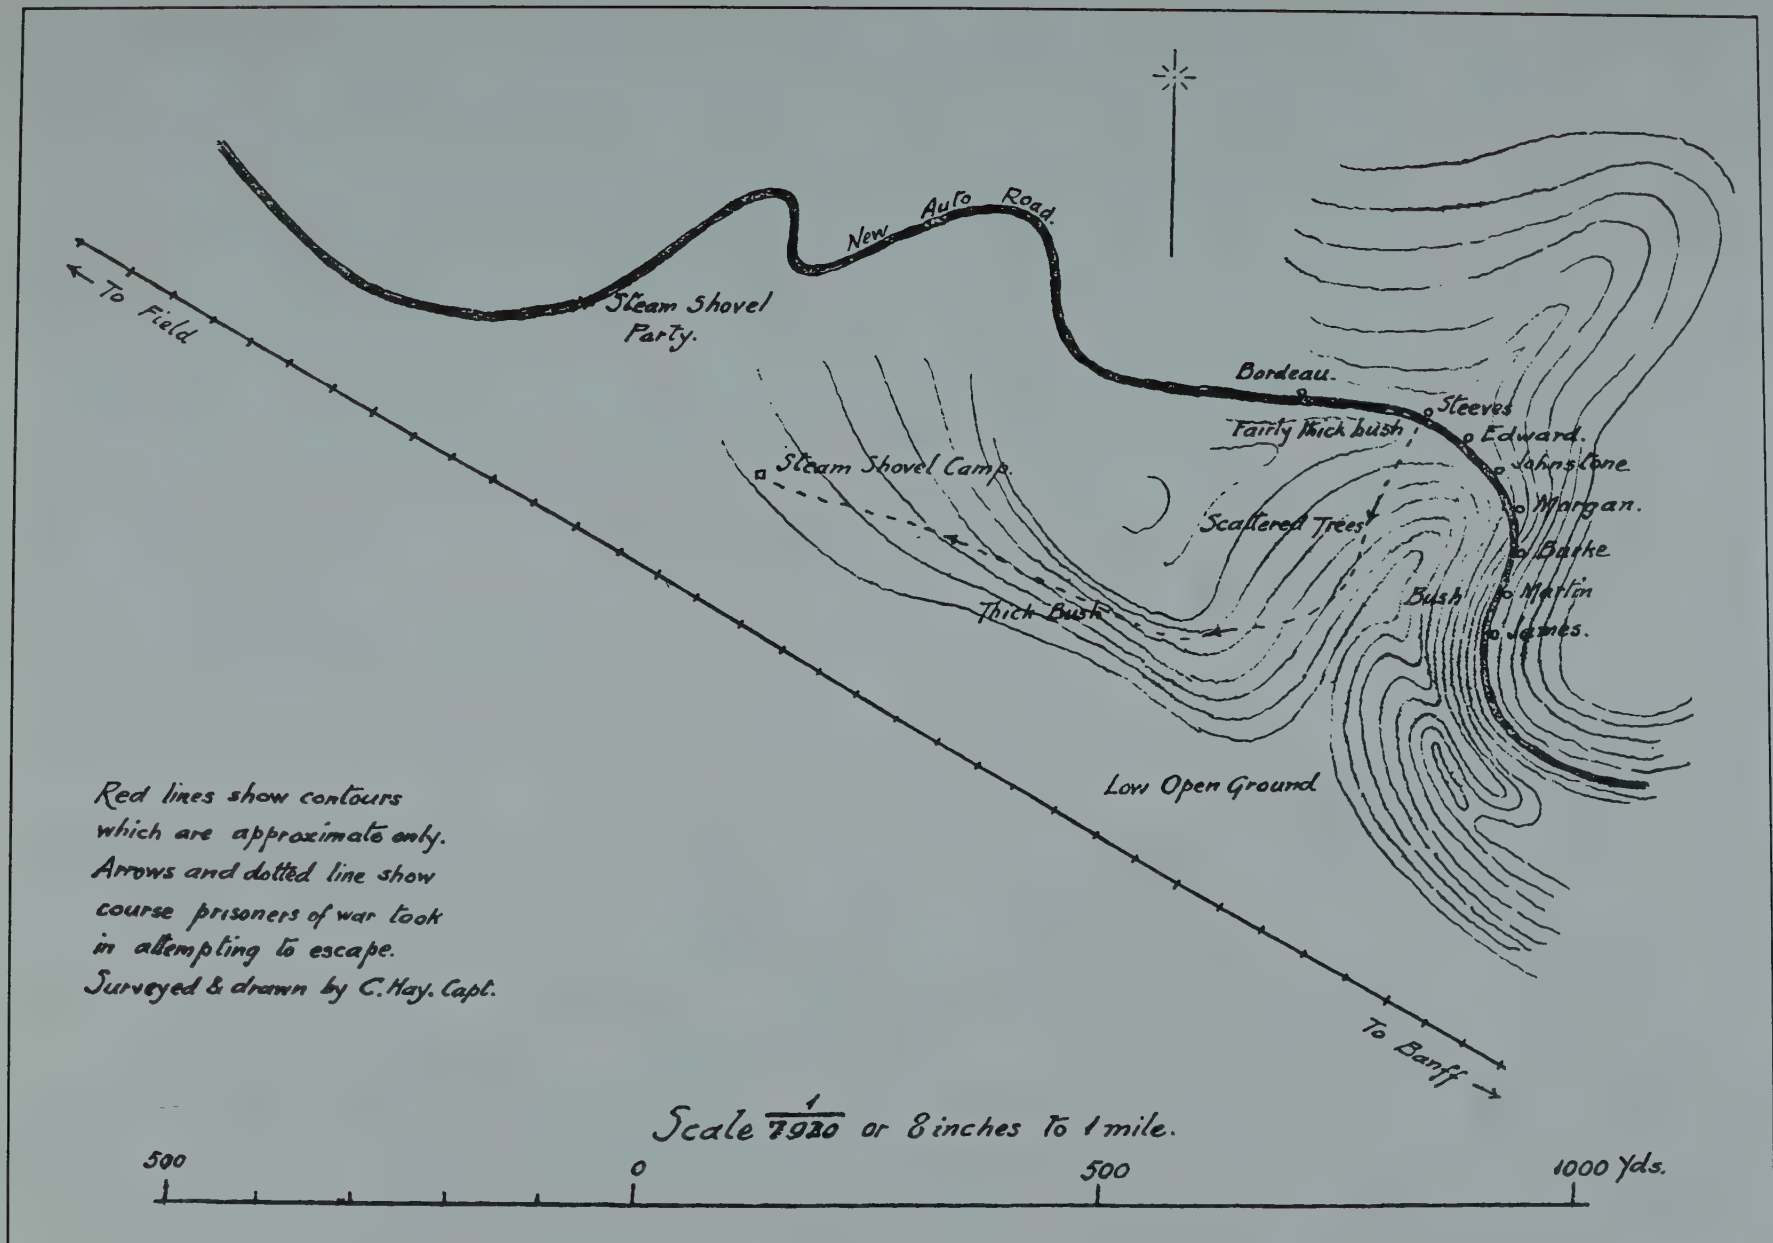 New Auto Road.
Steam Shovel
Party.
← To Field
Bordeau.
Steeves
Fairly thick bush
Edward.
Steam Shovel Camp.
Johnstone
Margan.
Scattered Trees
Barke
Martin
Bush
Thick Bush
James.
Low Open Ground
Red lines show contours
which are approximate only.
Arrows and dotted line show
course prisoners of war took
in attempting to escape.
Surveyed & drawn by C. Hay. Capt.
To Banff →
Scale 1/7920 or 8 inches to 1 mile.
500 0 500 1000 Yds.